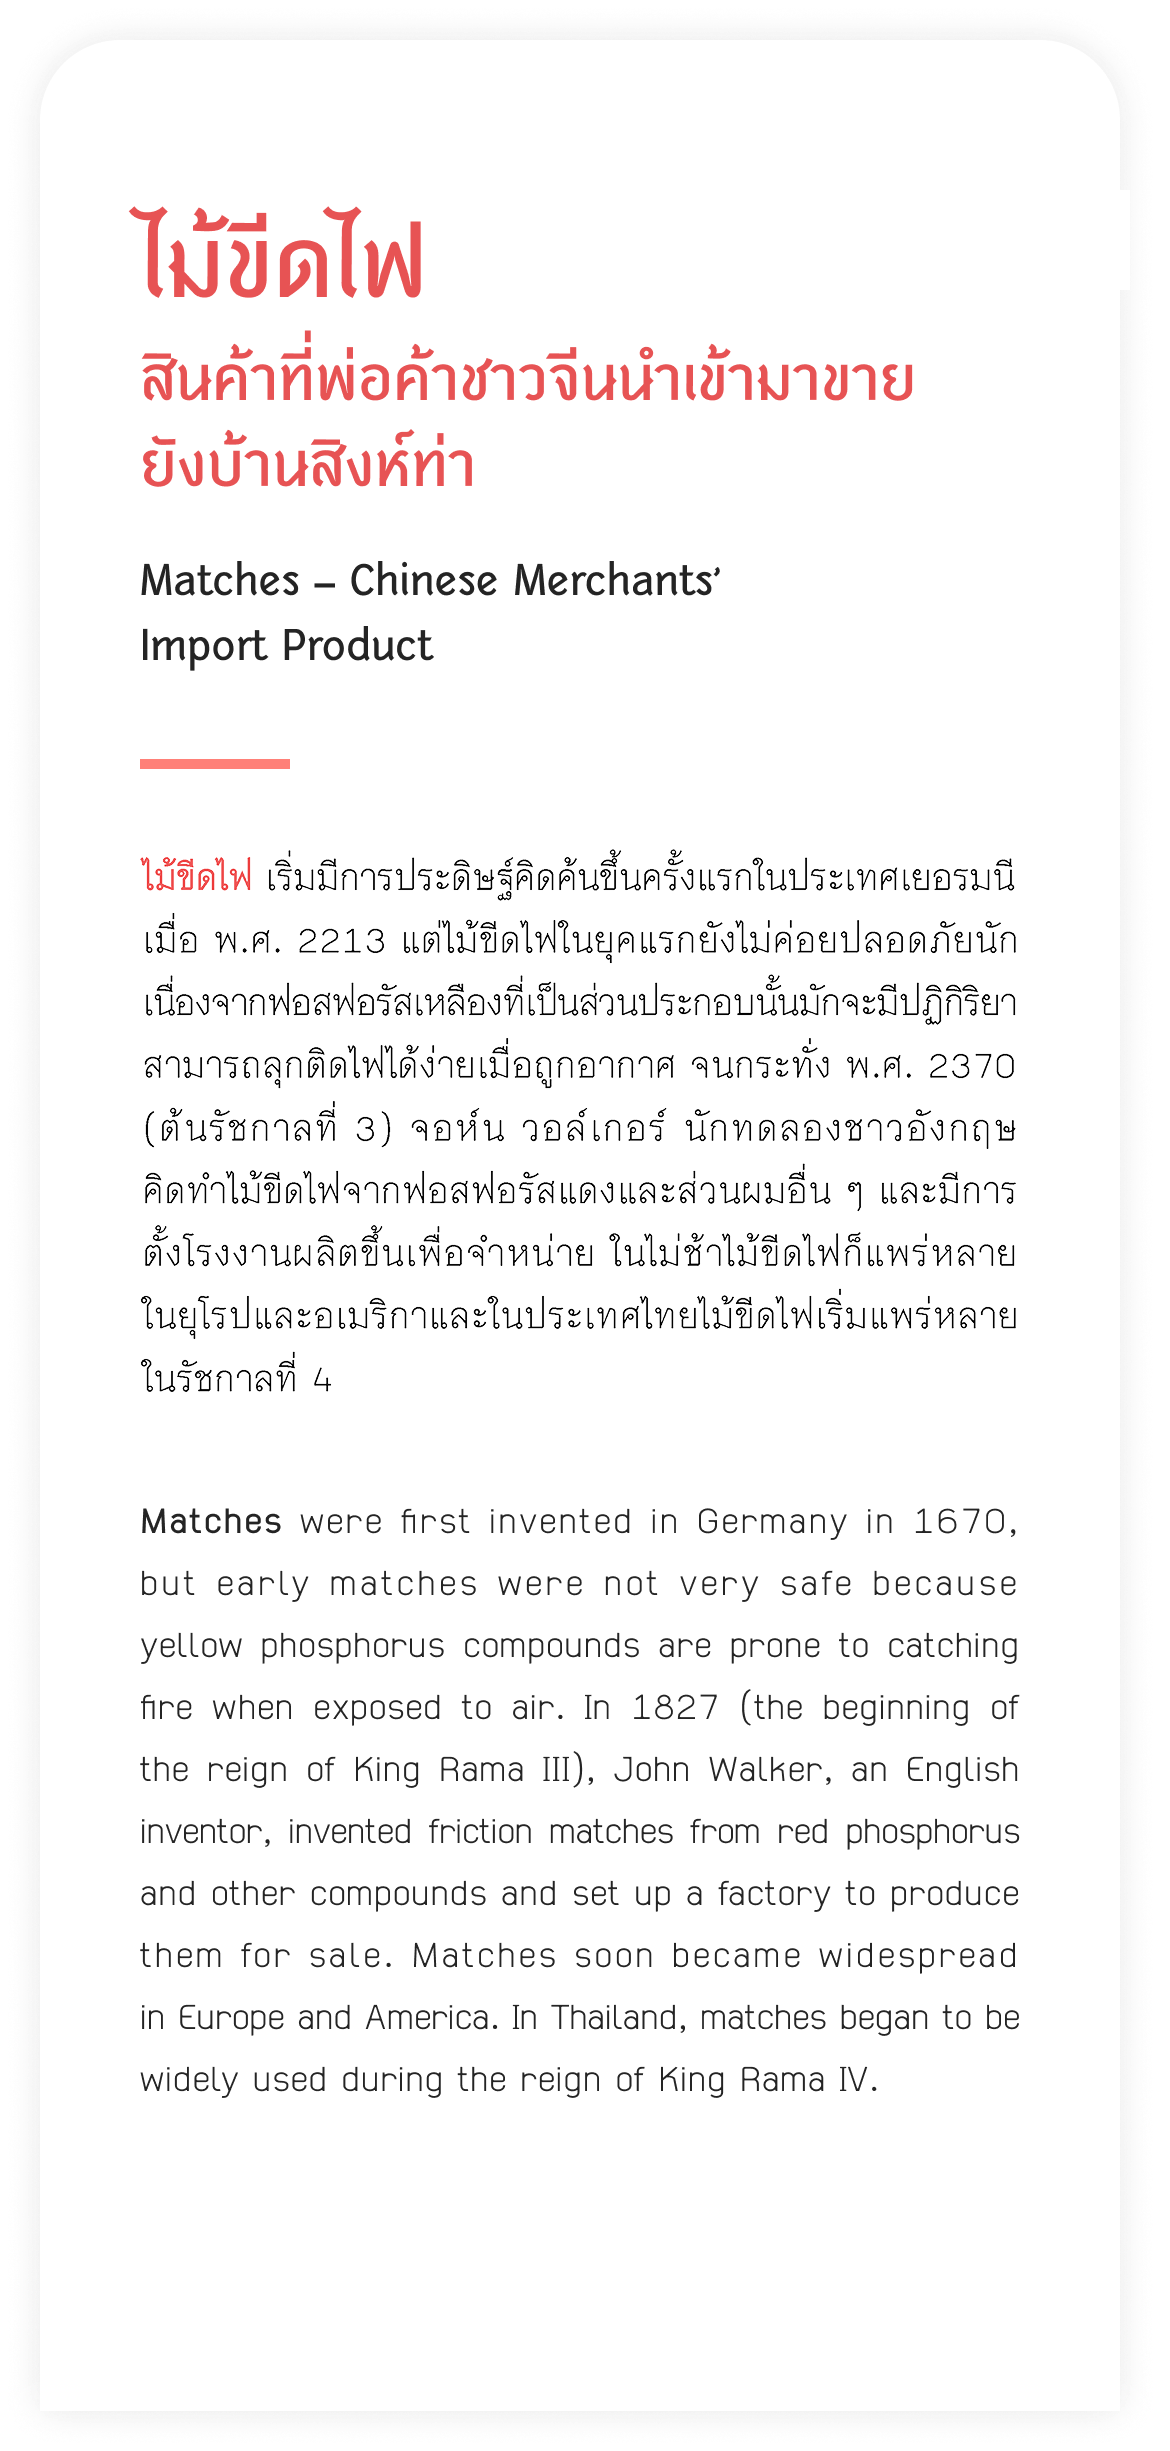 ไม้ขีดไฟ
สินค้าที่พ่อค้าชาวจีนนำเข้ามาขาย
ยังบ้านสิงห์ท่า
Matches – Chinese Merchants’
Import Product
ไม้ขีดไฟ เริ่มมีการประดิษฐ์คิดค้นขึ้นครั้งแรกในประเทศเยอรมนี
เมื่อ พ.ศ. 2213 แต่ไม้ขีดไฟในยุคแรกยังไม่ค่อยปลอดภัยนัก
เนื่องจากฟอสฟอรัสเหลืองที่เป็นส่วนประกอบนั้นมักจะมีปฏิกิริยา
สามารถลุกติดไฟได้ง่ายเมื่อถูกอากาศ จนกระทั่ง พ.ศ. 2370
(ต้นรัชกาลที่ 3) จอห์น วอล์เกอร์ นักทดลองชาวอังกฤษ
คิดทำไม้ขีดไฟจากฟอสฟอรัสแดงและส่วนผมอื่น ๆ และมีการ
ตั้งโรงงานผลิตขึ้นเพื่อจำหน่าย ในไม่ช้าไม้ขีดไฟก็แพร่หลาย
ในยุโรปและอเมริกาและในประเทศไทยไม้ขีดไฟเริ่มแพร่หลาย
ในรัชกาลที่ 4
Matches were first invented in Germany in 1670,
but early matches were not very safe because
yellow phosphorus compounds are prone to catching
fire when exposed to air. In 1827 (the beginning of
the reign of King Rama III), John Walker, an English
inventor, invented friction matches from red phosphorus
and other compounds and set up a factory to produce
them for sale. Matches soon became widespread
in Europe and America. In Thailand, matches began to be
widely used during the reign of King Rama IV.